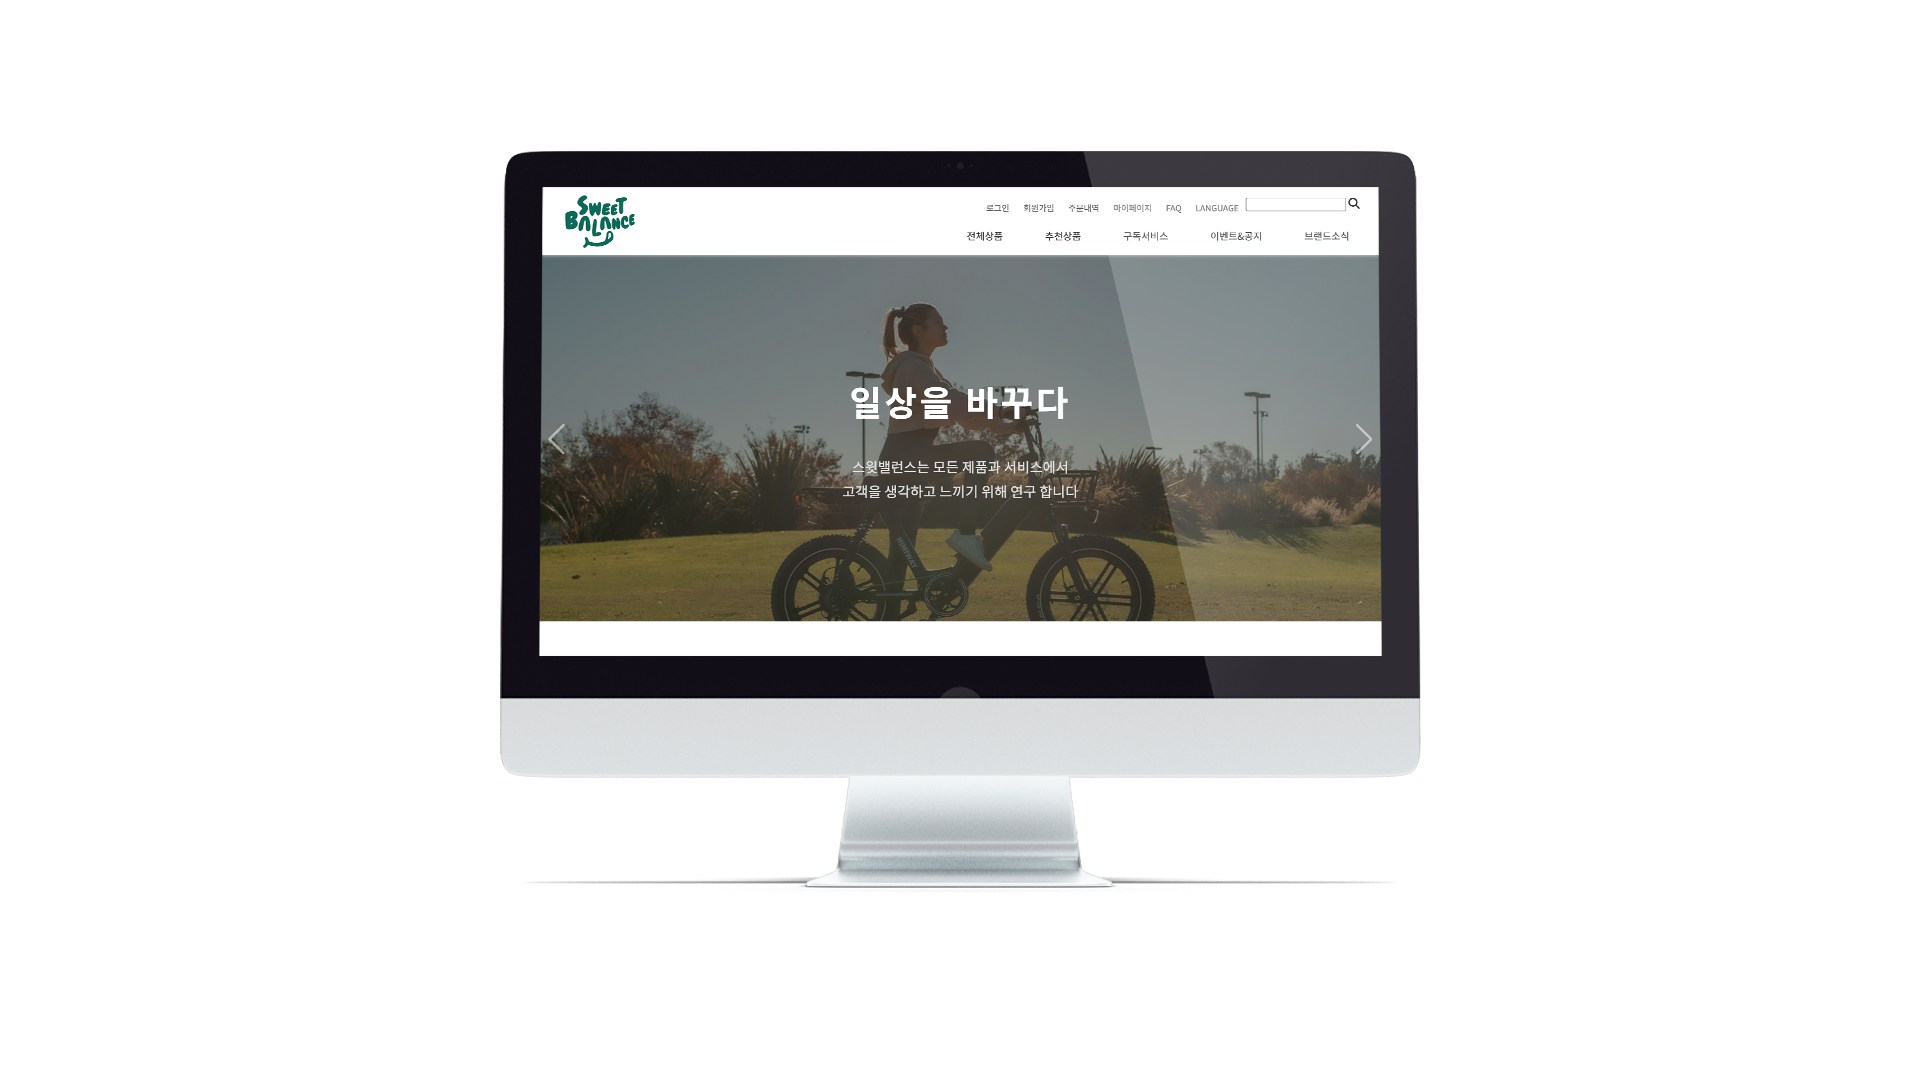 SWEET
BALANCE
로그인 회원가입 주문내역 마이페이지 FAQ LANGUAGE
전체상품 추천상품 구독서비스 이벤트&공지 브랜드소식
일상을 바꾸다
스윗밸런스는 모든 제품과 서비스에서
고객을 생각하고 느끼기 위해 연구 합니다
HIMIWAY